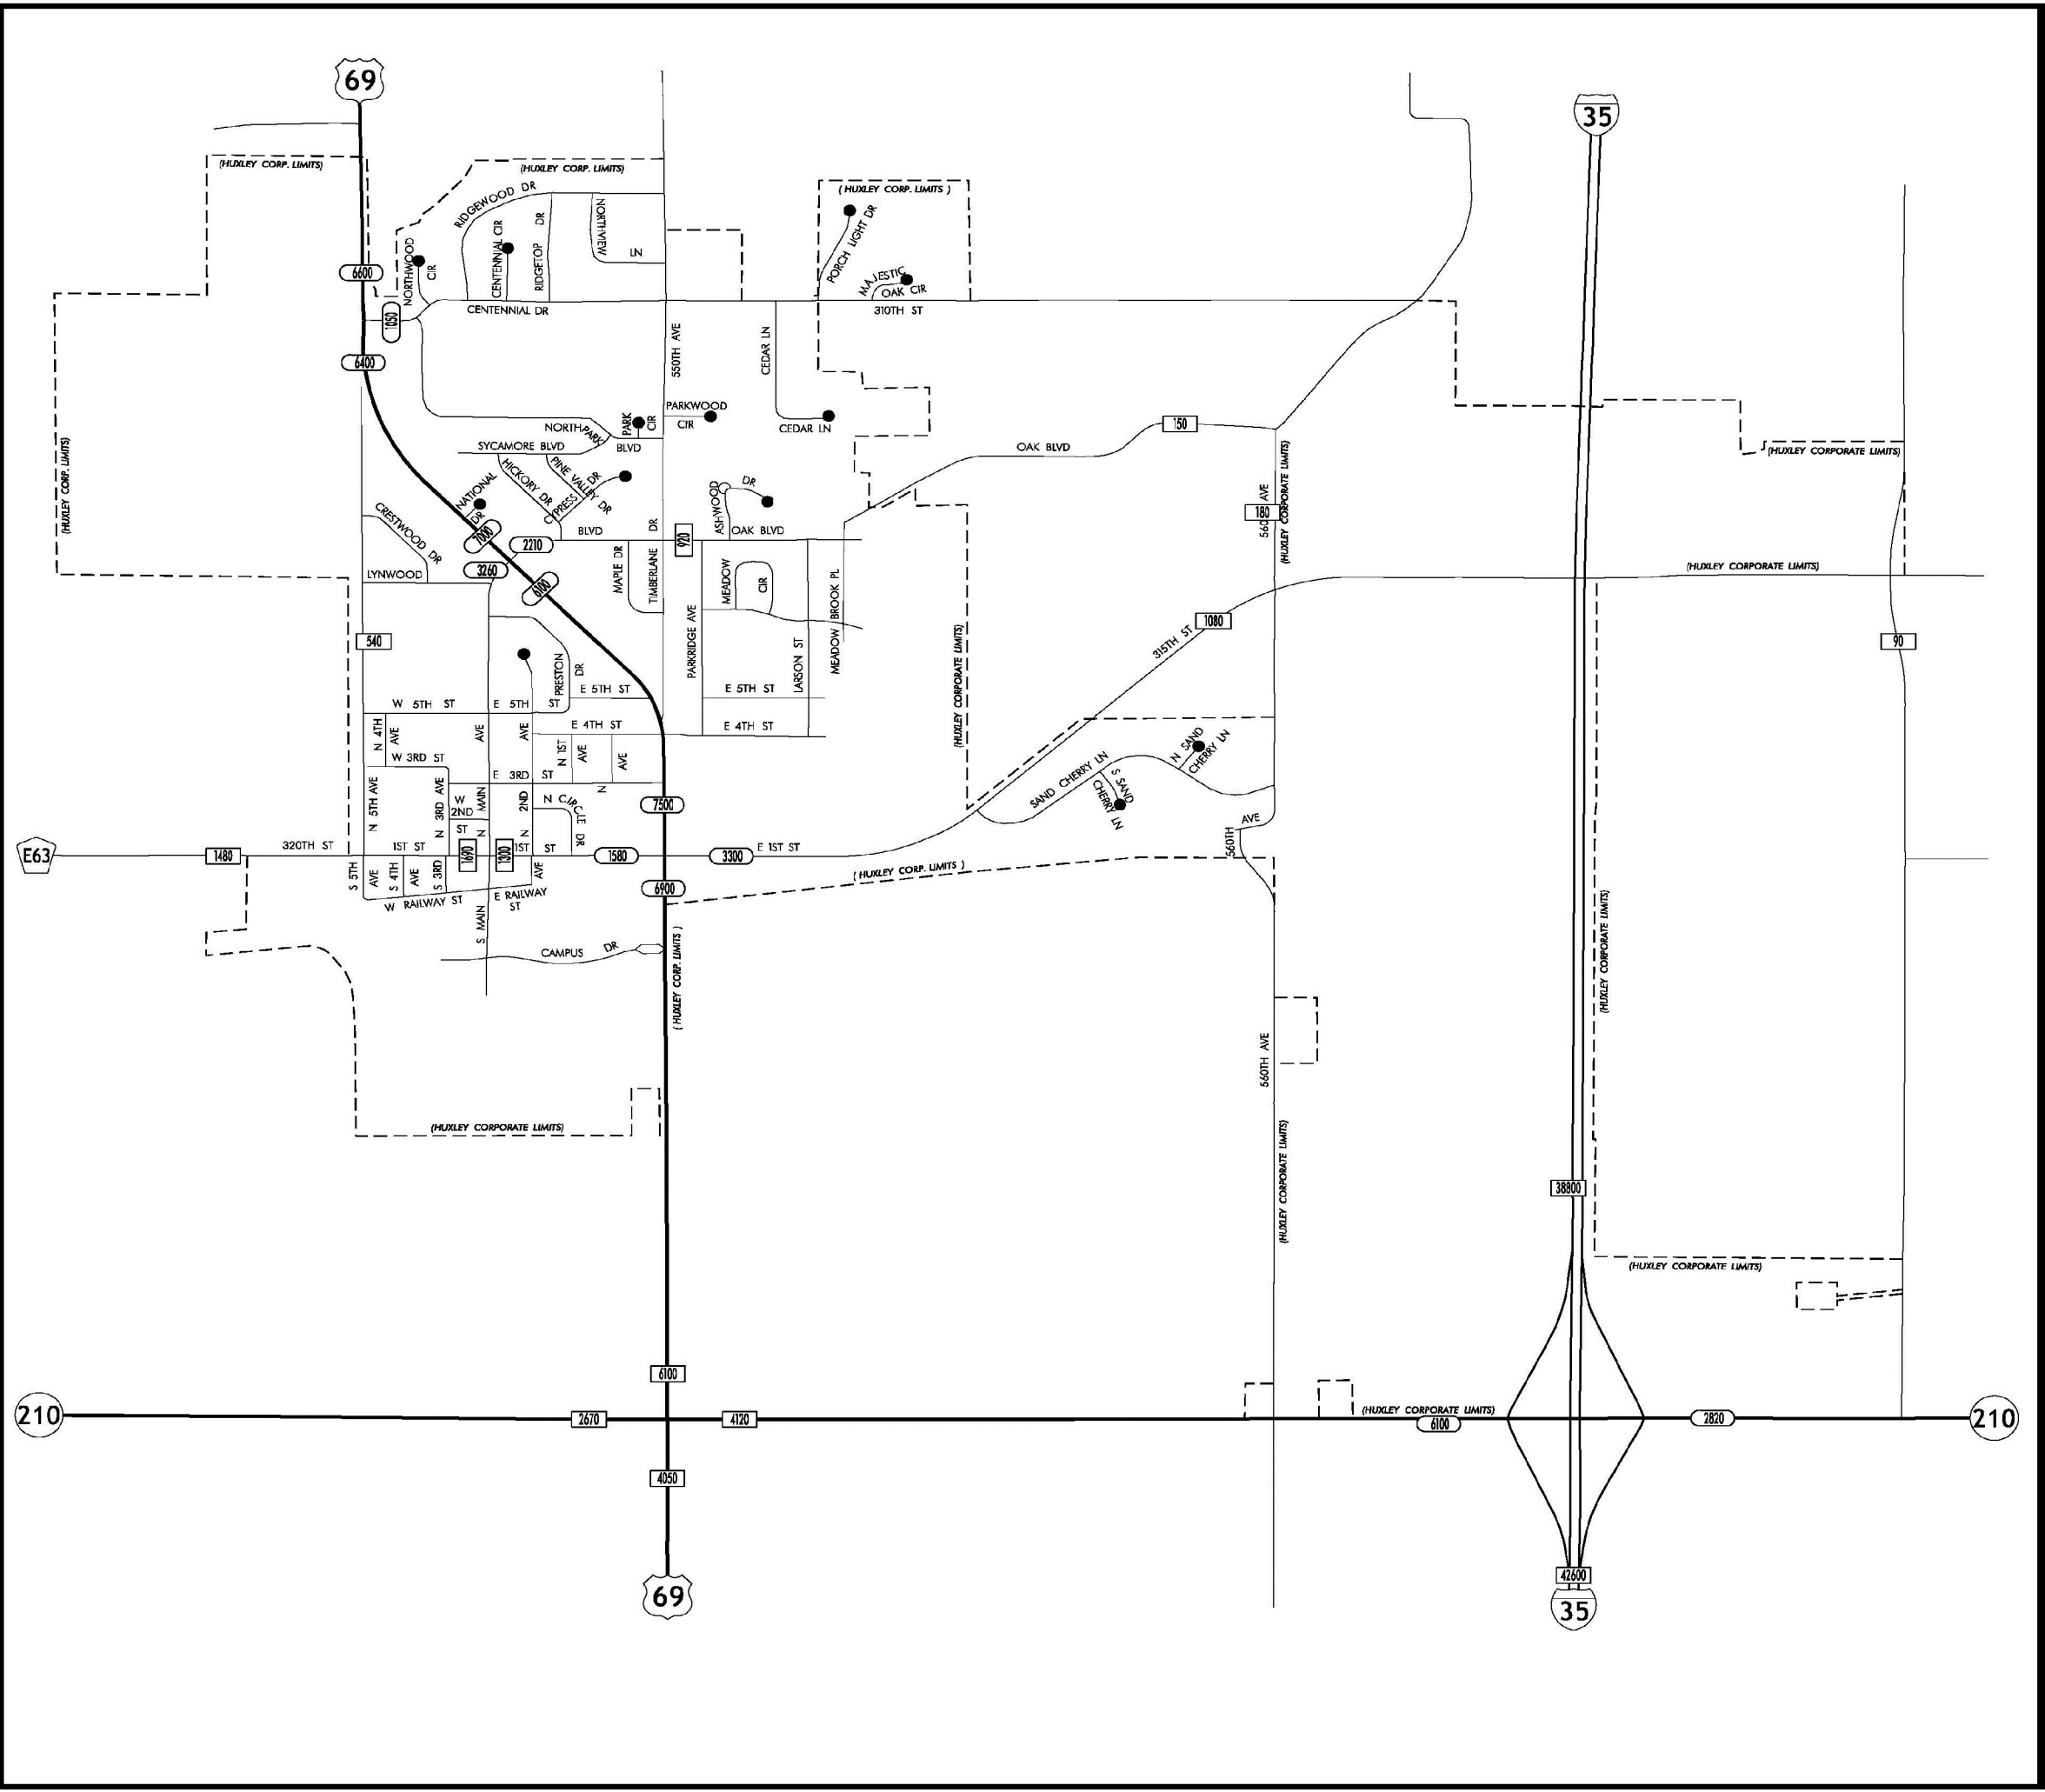 69
35
(HUXLEY CORP. LIMITS)
(HUXLEY CORP. LIMITS)
( HUXLEY CORP. LIMITS )
RIDGEWOOD DR
NORTHVIEW
LN
CENTENNIAL CIR
RIDGETOP DR
NORTHWOOD
CIR
PORCH LIGHT DR
MAJESTIC
OAK CIR
6600
1050
CENTENNIAL DR
310TH ST
6400
550TH AVE
CEDAR LN
PARKWOOD
CIR
PARK
CIR
CEDAR LN
NORTHPARK
BLVD
SYCAMORE BLVD
150
OAK BLVD
(HUXLEY CORP. LIMITS)
(HUXLEY CORPORATE LIMITS)
(HUXLEY CORPORATE LIMITS)
HICKORY DR
PINE VALLEY DR
CYPRESS DR
NATIONAL
DR
7000
CRESTWOOD DR
ASHWOOD
DR
560 AVE
180
2210
BLVD
DR
920
OAK BLVD
3260
6100
LYNWOOD
MAPLE DR
TIMBERLANE
MEADOW
CIR
MEADOW BROOK PL
(HUXLEY CORPORATE LIMITS)
540
1080
315TH ST
90
PARKRIDGE AVE
LARSON ST
(HUXLEY CORPORATE LIMITS)
PRESTON
DR
E 5TH ST
E 5TH ST
W 5TH ST
E 5TH ST
N 4TH
AVE
AVE
AVE
E 4TH ST
E 4TH ST
W 3RD ST
N 1ST
AVE
AVE
N
E 3RD ST
N SAND
CHERRY LN
SAND CHERRY LN
S SAND
CHERRY LN
N 5TH AVE
N 3RD AVE
W
2ND
ST
N MAIN
N 2ND
N CIRCLE DR
7500
560TH AVE
E63
1480
320TH ST
1ST ST
1690
1300
1ST ST
1580
3300
E 1ST ST
S 5TH
AVE
S 4TH
AVE
S 3RD
AVE
W RAILWAY ST
E RAILWAY
ST
6900
( HUXLEY CORP. LIMITS )
S MAIN
CAMPUS DR
( HUXLEY CORP. LIMITS )
(HUXLEY CORPORATE LIMITS)
560TH AVE
(HUXLEY CORPORATE LIMITS)
(HUXLEY CORPORATE LIMITS)
38800
(HUXLEY CORPORATE LIMITS)
6100
210
2670
4120
(HUXLEY CORPORATE LIMITS)
6100
2820
210
4050
42600
69
35